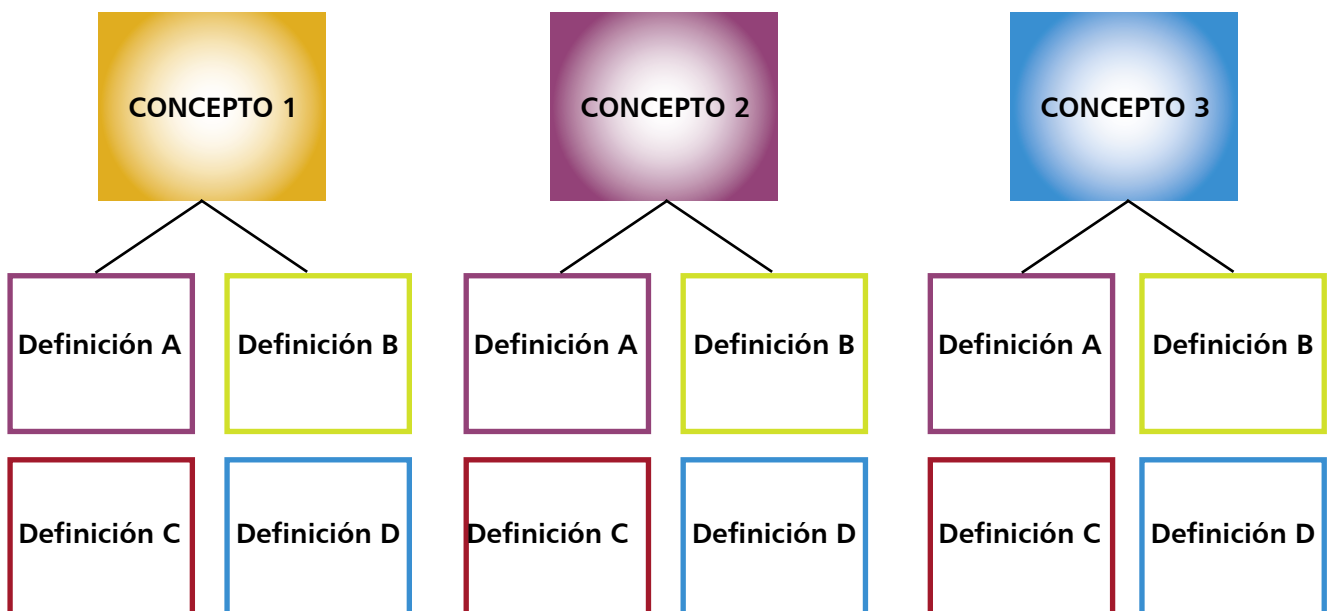 CONCEPTO 1
CONCEPTO 2
CONCEPTO 3
Definición A
Definición B
Definición A
Definición B
Definición A
Definición B
Definición C
Definición D
Definición C
Definición D
Definición C
Definición D